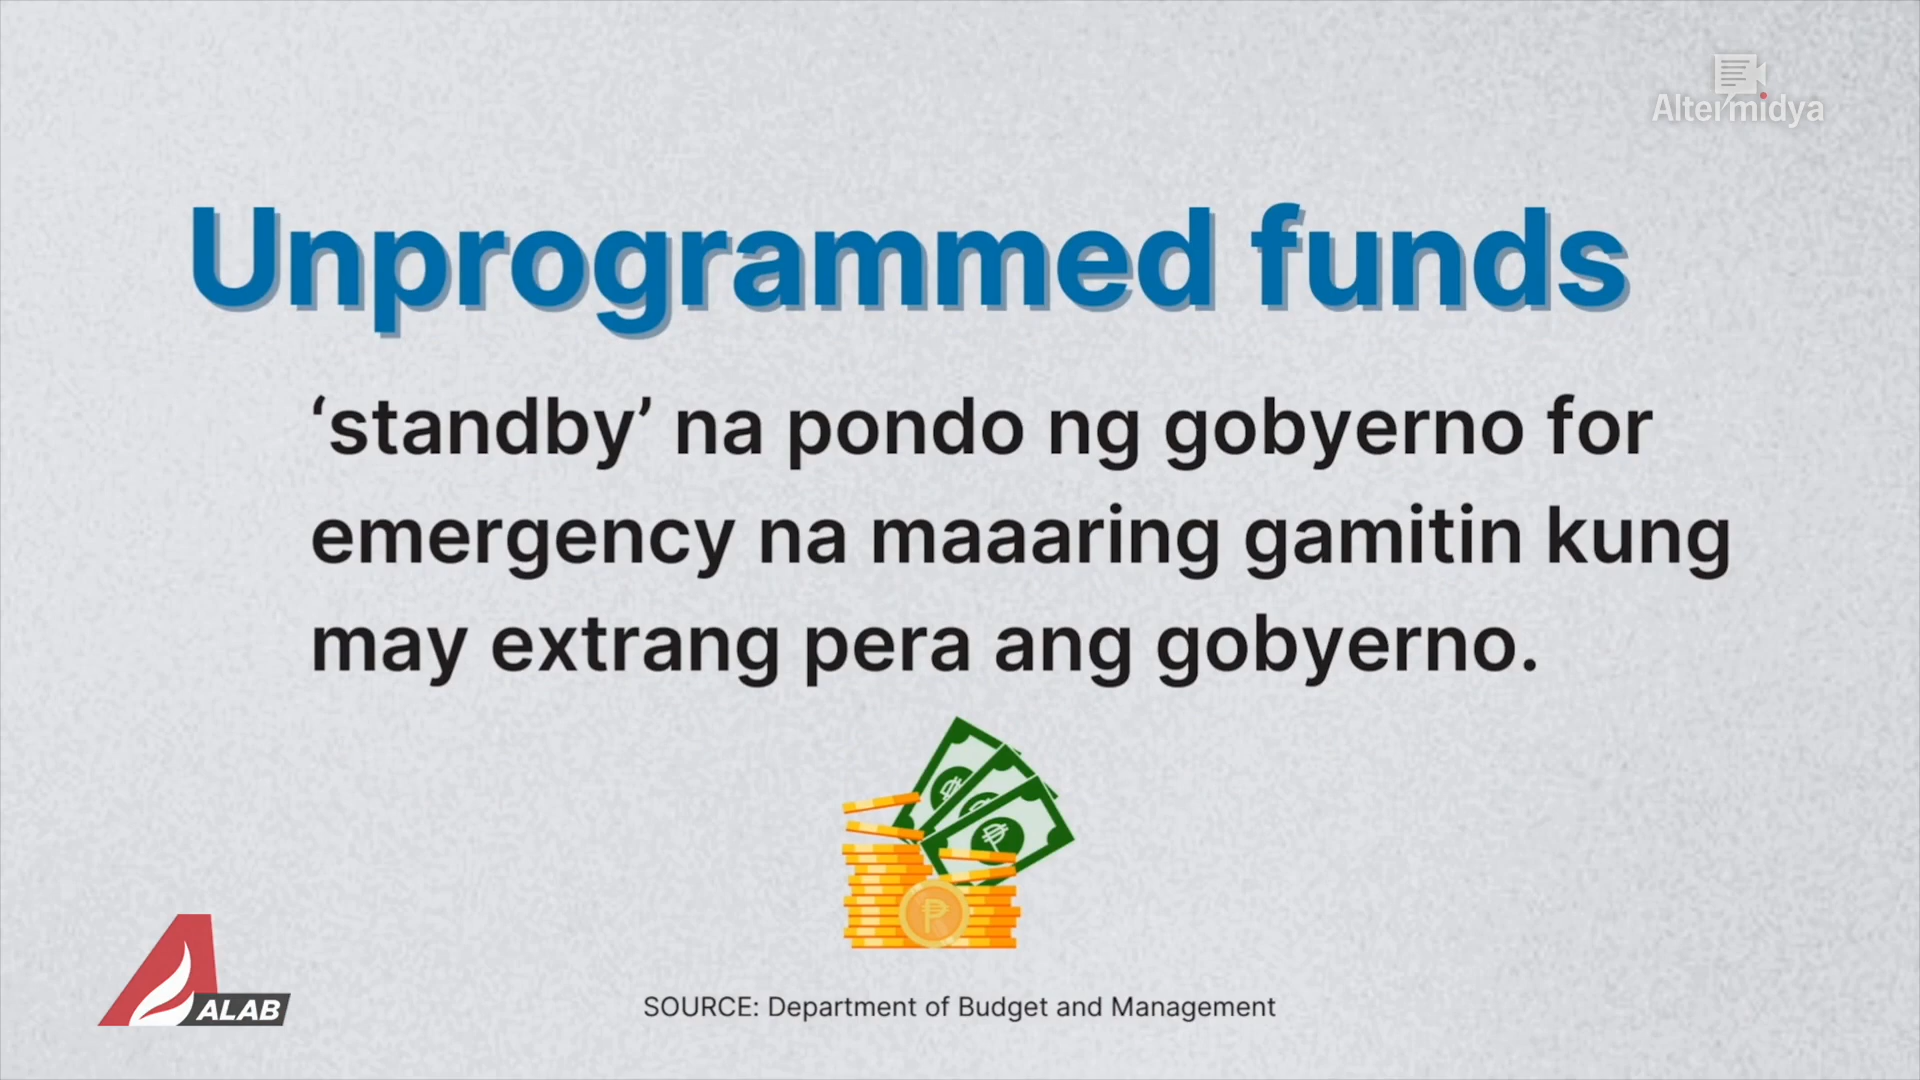 Altermidya
Unprogrammed funds
‘standby’ na pondo ng gobyerno for
emergency na maaaring gamitin kung
may extrang pera ang gobyerno.
ALAB
SOURCE: Department of Budget and Management